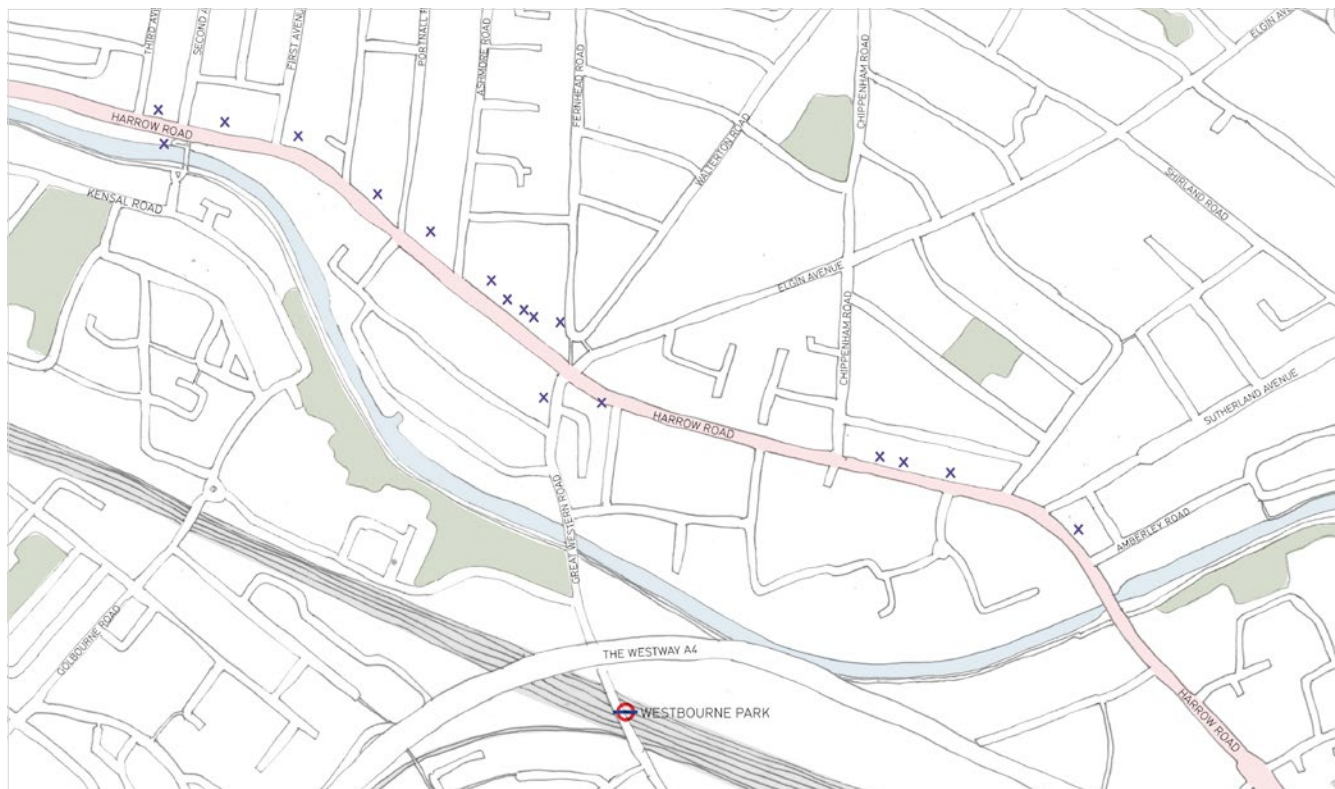 THIRD AV
SECOND A
FIRST AVENUE
PORTNALL
ASHMORE ROAD
FERNHEAD ROAD
WALTERTON ROAD
CHIPPENHAM ROAD
ELGIN AVE
HARROW ROAD
KENSAL ROAD
SHIRLAND ROAD
ELGIN AVENUE
CHIPPENHAM ROAD
SUTHERLAND AVENUE
HARROW ROAD
GREAT WESTERN ROAD
AMBERLEY ROAD
GOLBOURNE ROAD
THE WESTWAY A4
WESTBOURNE PARK
HARROW ROAD